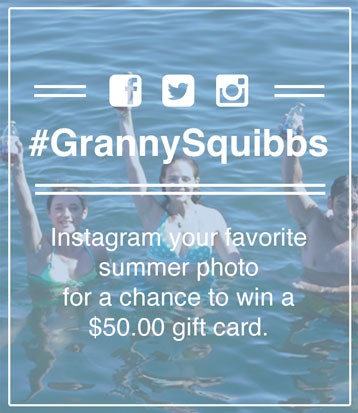 #GrannySquibbs
Instagram your favorite
summer photo
for a chance to win a
$50.00 gift card.